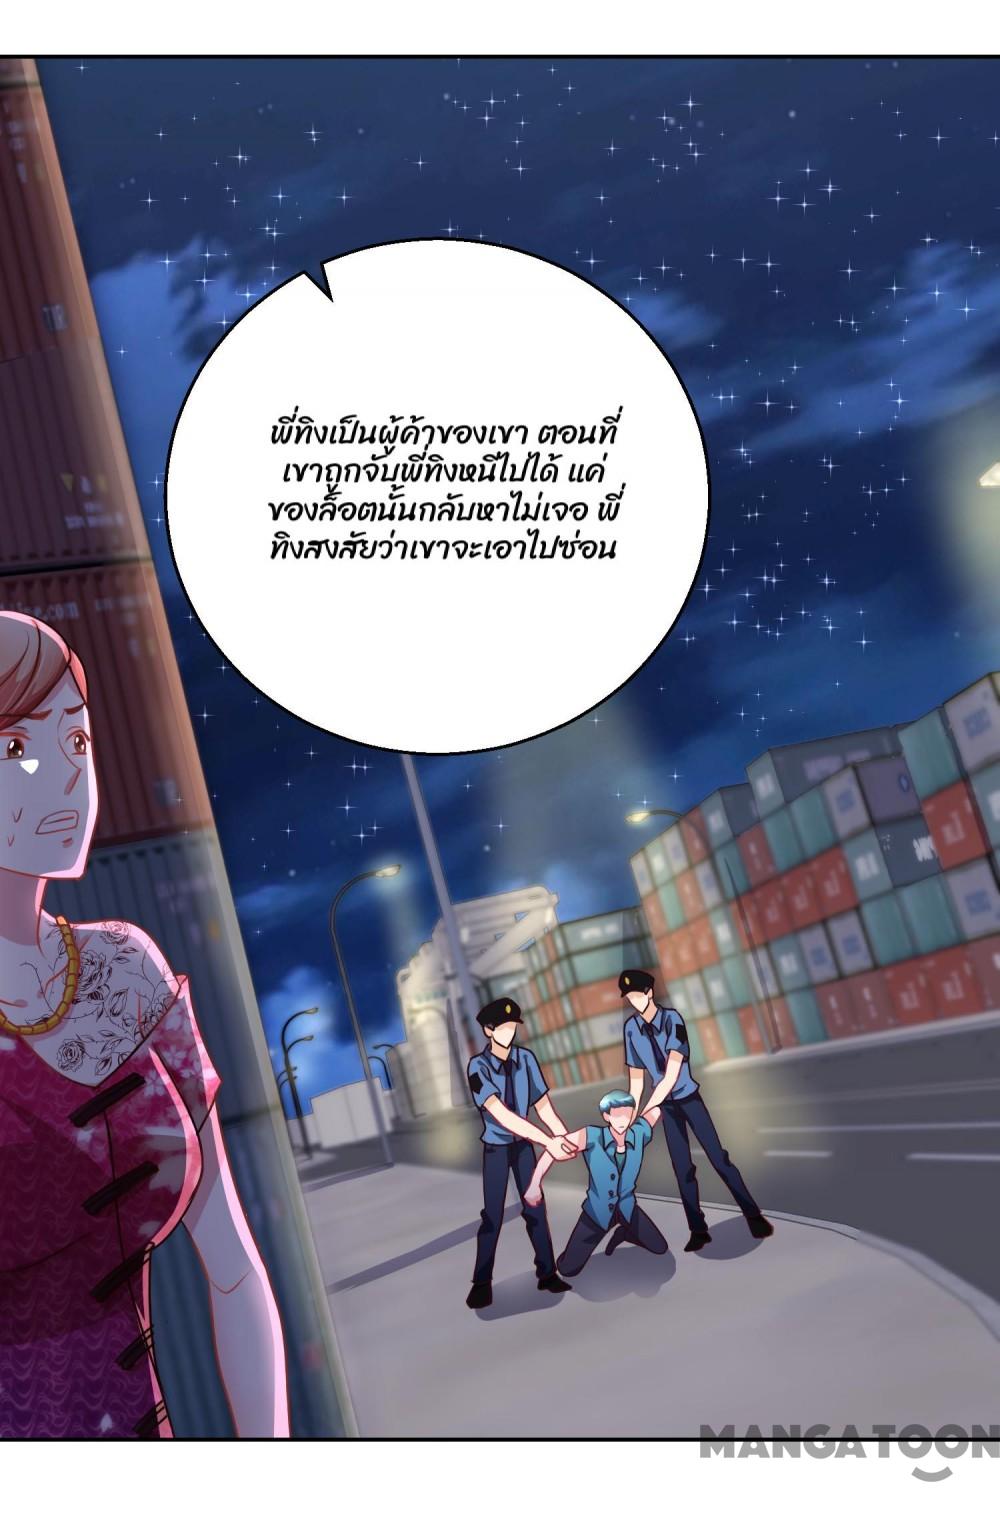 พี่ทิงเป็นผู้ค้าของเขา ตอนที่
เขาถูกจับพี่ทิงหนีไปได้ แค่
ของล็อตนั้นกลับหาไม่เจอ พี่
ทิงสงสัยว่าเขาจะเอาไปซ่อน
MANGATOON